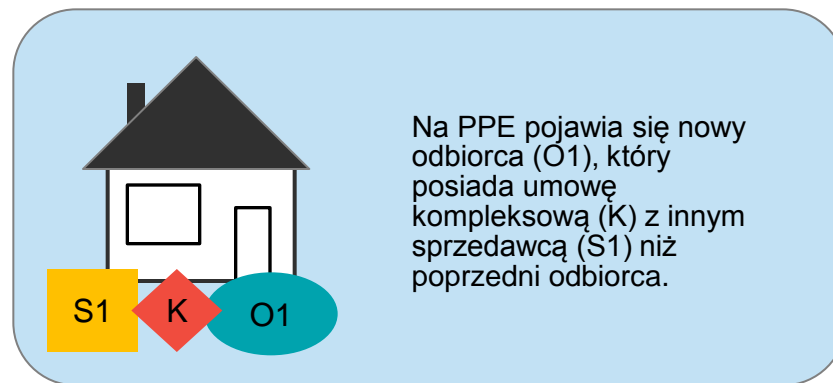 Na PPE pojawia się nowy
odbiorca (O1), który
posiada umowę
kompleksową (K) z innym
sprzedawcą (S1) niż
poprzedni odbiorca.
S1 K O1